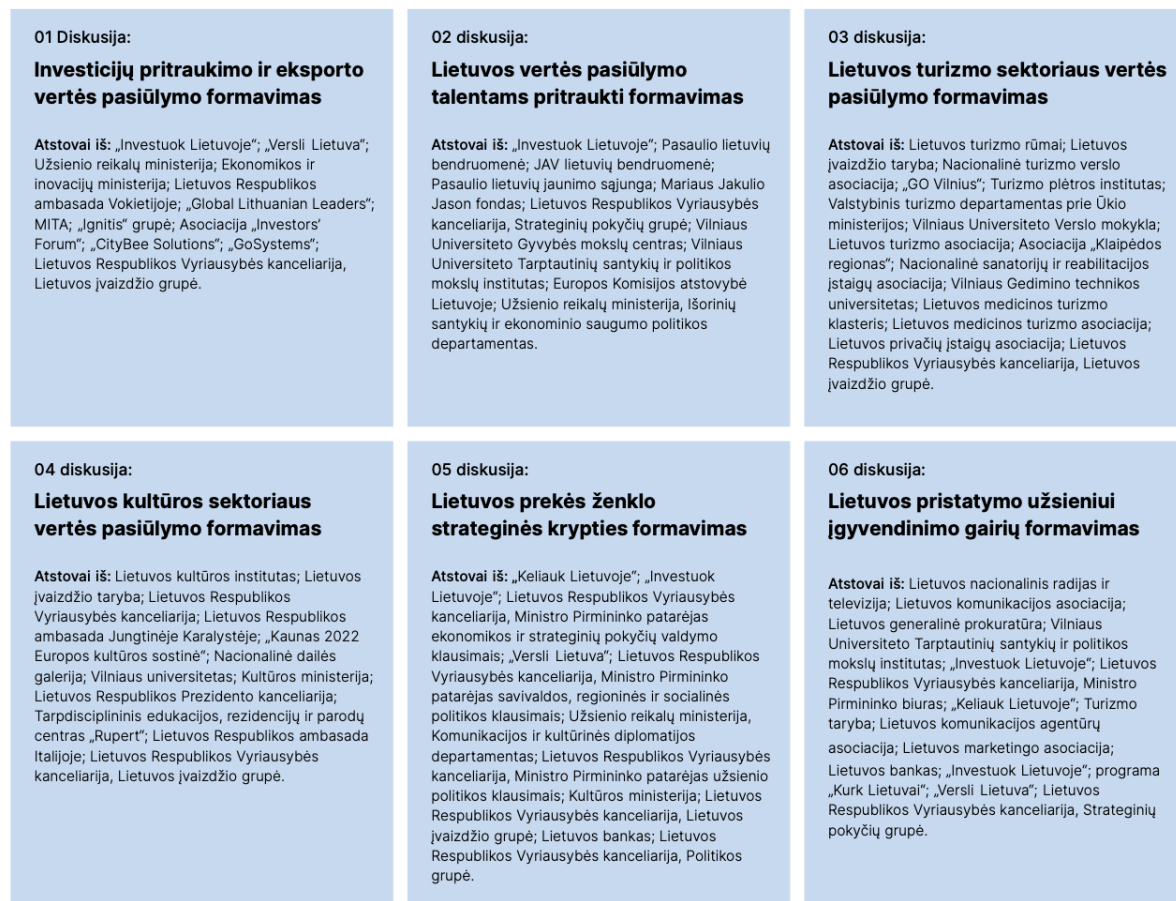 01 Diskusija:
Investicijų pritraukimo ir eksporto
vertės pasiūlymo formavimas
Atstovai iš: „Investuok Lietuvoje“; „Versli Lietuva“;
Užsienio reikalų ministerija; Ekonomikos ir
inovacijų ministerija; Lietuvos Respublikos
ambasada Vokietijoje; „Global Lithuanian Leaders“;
MITA; „Ignitis“ grupė; Asociacija „Investors’
Forum“; „CityBee Solutions“; „GoSystems“;
Lietuvos Respublikos Vyriausybės kanceliarija,
Lietuvos įvaizdžio grupė.
02 diskusija:
Lietuvos vertės pasiūlymo
talentams pritraukti formavimas
Atstovai iš: „Investuok Lietuvoje“; Pasaulio lietuvių
bendruomenė; JAV lietuvių bendruomenė;
Pasaulio lietuvių jaunimo sąjunga; Mariaus Jakulio
Jason fondas; Lietuvos Respublikos Vyriausybės
kanceliarija, Strateginių pokyčių grupė; Vilniaus
Universiteto Gyvybės mokslų centras; Vilniaus
Universiteto Tarptautinių santykių ir politikos
mokslų institutas; Europos Komisijos atstovybė
Lietuvoje; Užsienio reikalų ministerija, Išorinių
santykių ir ekonominio saugumo politikos
departamentas.
03 diskusija:
Lietuvos turizmo sektoriaus vertės
pasiūlymo formavimas
Atstovai iš: Lietuvos turizmo rūmai; Lietuvos
įvaizdžio taryba; Nacionalinė turizmo verslo
asociacija; „GO Vilnius“; Turizmo plėtros institutas;
Valstybinis turizmo departamentas prie Ūkio
ministerijos; Vilniaus Universiteto Verslo mokykla;
Lietuvos turizmo asociacija; Asociacija „Klaipėdos
regionas“; Nacionalinė sanatorijų ir reabilitacijos
įstaigų asociacija; Vilniaus Gedimino technikos
universitetas; Lietuvos medicinos turizmo
klasteris; Lietuvos medicinos turizmo asociacija;
Lietuvos privačių įstaigų asociacija; Lietuvos
Respublikos Vyriausybės kanceliarija, Lietuvos
įvaizdžio grupė.
04 diskusija:
Lietuvos kultūros sektoriaus
vertės pasiūlymo formavimas
Atstovai iš: Lietuvos kultūros institutas; Lietuvos
įvaizdžio taryba; Lietuvos Respublikos
Vyriausybės kanceliarija; Lietuvos Respublikos
ambasada Jungtinėje Karalystėje; „Kaunas 2022
Europos kultūros sostinė“; Nacionalinė dailės
galerija; Vilniaus universitetas; Kultūros ministerija;
Lietuvos Respublikos Prezidento kanceliarija;
Tarpdisciplininis edukacijos, rezidencijų ir parodų
centras „Rupert“; Lietuvos Respublikos ambasada
Italijoje; Lietuvos Respublikos Vyriausybės
kanceliarija, Lietuvos įvaizdžio grupė.
05 diskusija:
Lietuvos prekės ženklo
strateginės krypties formavimas
Atstovai iš: „Keliauk Lietuvoje“; „Investuok
Lietuvoje“; Lietuvos Respublikos Vyriausybės
kanceliarija, Ministro Pirmininko patarėjas
ekonomikos ir strateginių pokyčių valdymo
klausimais; „Versli Lietuva“; Lietuvos Respublikos
Vyriausybės kanceliarija, Ministro Pirmininko
patarėjas savivaldos, regioninės ir socialinės
politikos klausimais; Užsienio reikalų ministerija,
Komunikacijos ir kultūrinės diplomatijos
departamentas; Lietuvos Respublikos Vyriausybės
kanceliarija, Ministro Pirmininko patarėjas užsienio
politikos klausimais; Kultūros ministerija; Lietuvos
Respublikos Vyriausybės kanceliarija, Lietuvos
įvaizdžio grupė; Lietuvos bankas; Lietuvos
Respublikos Vyriausybės kanceliarija, Politikos
grupė.
06 diskusija:
Lietuvos pristatymo užsieniui
įgyvendinimo gairių formavimas
Atstovai iš: Lietuvos nacionalinis radijas ir
televizija; Lietuvos komunikacijos asociacija;
Lietuvos generalinė prokuratūra; Vilniaus
Universiteto Tarptautinių santykių ir politikos
mokslų institutas; „Investuok Lietuvoje“; Lietuvos
Respublikos Vyriausybės kanceliarija, Ministro
Pirmininko biuras; „Keliauk Lietuvoje“; Turizmo
taryba; Lietuvos komunikacijos agentūrų
asociacija; Lietuvos marketingo asociacija;
Lietuvos bankas; „Investuok Lietuvoje“; programa
„Kurk Lietuvai“; „Versli Lietuva“; Lietuvos
Respublikos Vyriausybės kanceliarija, Strateginių
pokyčių grupė.